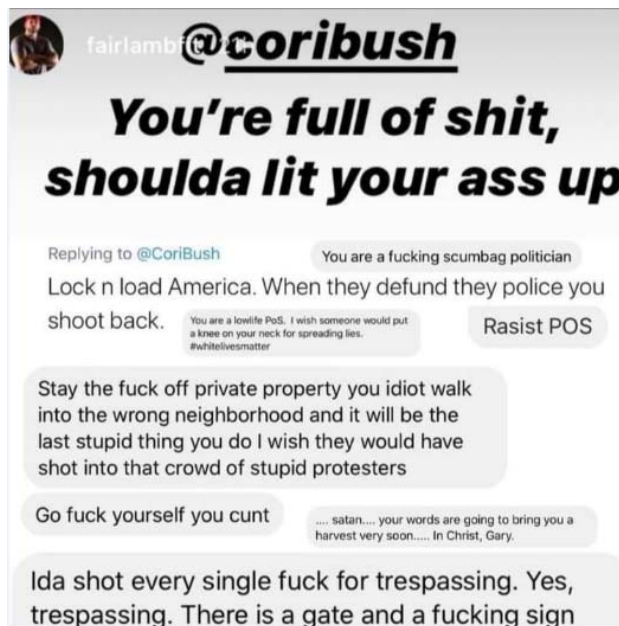 fairlambfit 21h
@coribush
You're full of shit,
shoulda lit your ass up
Replying to @CoriBush
You are a fucking scumbag politician
Lock n load America. When they defund they police you
shoot back.
You are a lowlife PoS. I wish someone would put
a knee on your neck for spreading lies.
#whitelivesmatter
Rasist POS
Stay the fuck off private property you idiot walk
into the wrong neighborhood and it will be the
last stupid thing you do I wish they would have
shot into that crowd of stupid protesters
Go fuck yourself you cunt
.... satan.... your words are going to bring you a
harvest very soon..... In Christ, Gary.
Ida shot every single fuck for trespassing. Yes,
trespassing. There is a gate and a fucking sign